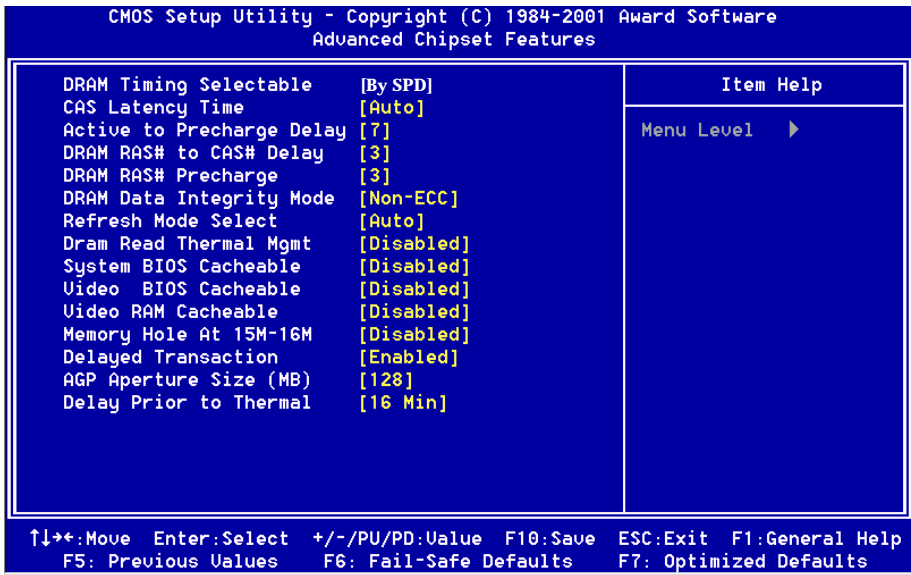 CMOS Setup Utility - Copyright (C) 1984-2001 Award Software
Advanced Chipset Features
DRAM Timing Selectable [By SPD]
CAS Latency Time [Auto]
Active to Precharge Delay [7]
DRAM RAS# to CAS# Delay [3]
DRAM RAS# Precharge [3]
DRAM Data Integrity Mode [Non-ECC]
Refresh Mode Select [Auto]
Dram Read Thermal Mgmt [Disabled]
System BIOS Cacheable [Disabled]
Video BIOS Cacheable [Disabled]
Video RAM Cacheable [Disabled]
Memory Hole At 15M-16M [Disabled]
Delayed Transaction [Enabled]
AGP Aperture Size (MB) [128]
Delay Prior to Thermal [16 Min]
Item Help
Menu Level ▶
↑↓→←:Move Enter:Select +/-/PU/PD:Value F10:Save ESC:Exit F1:General Help
F5: Previous Values F6: Fail-Safe Defaults F7: Optimized Defaults